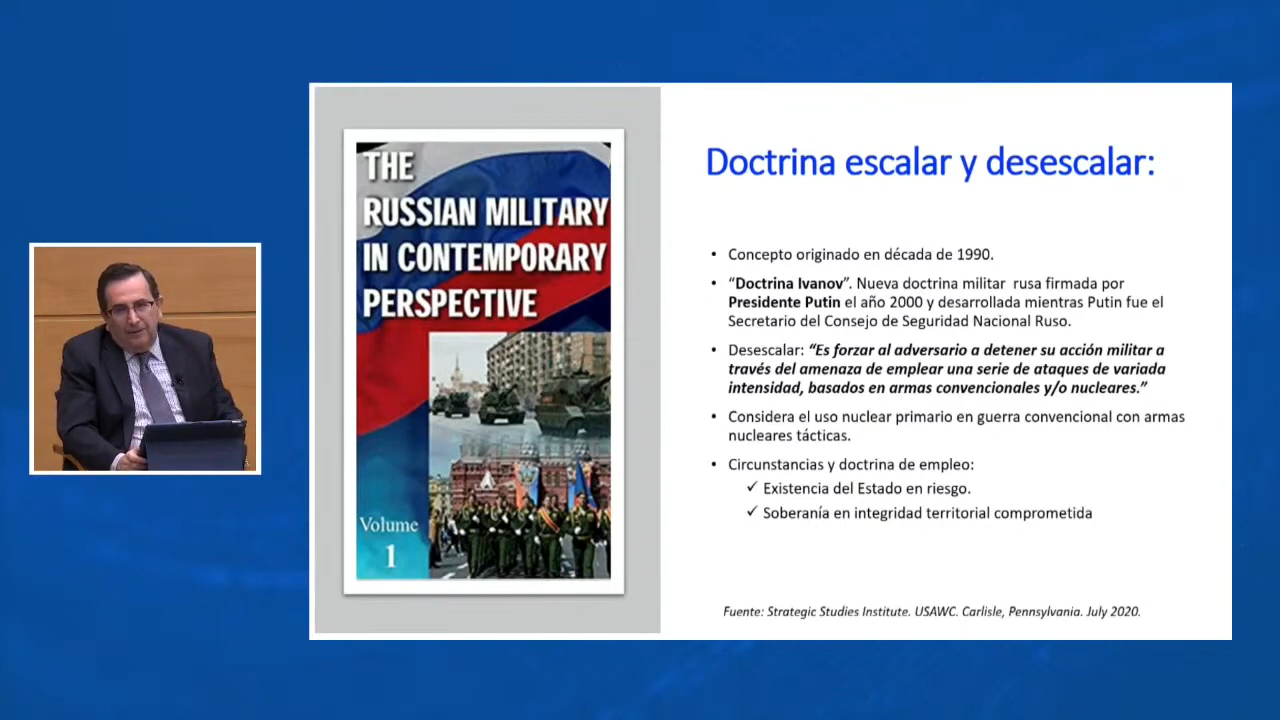 THE
RUSSIAN MILITARY
IN CONTEMPORARY
PERSPECTIVE
Volume
1
Doctrina escalar y desescalar:
• Concepto originado en década de 1990.
• “Doctrina Ivanov”. Nueva doctrina militar rusa firmada por
Presidente Putin el año 2000 y desarrollada mientras Putin fue el
Secretario del Consejo de Seguridad Nacional Ruso.
• Desescalar: “Es forzar al adversario a detener su acción militar a
través del amenaza de emplear una serie de ataques de variada
intensidad, basados en armas convencionales y/o nucleares.”
• Considera el uso nuclear primario en guerra convencional con armas
nucleares tácticas.
• Circunstancias y doctrina de empleo:
✓ Existencia del Estado en riesgo.
✓ Soberanía en integridad territorial comprometida
Fuente: Strategic Studies Institute. USAWC. Carlisle, Pennsylvania. July 2020.